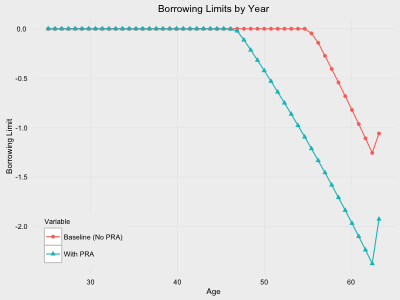 Borrowing Limits by Year
0.0
-0.5
-1.0
-1.5
-2.0
Borrowing Limit
Variable
Baseline (No PRA)
With PRA
30
40
50
60
Age